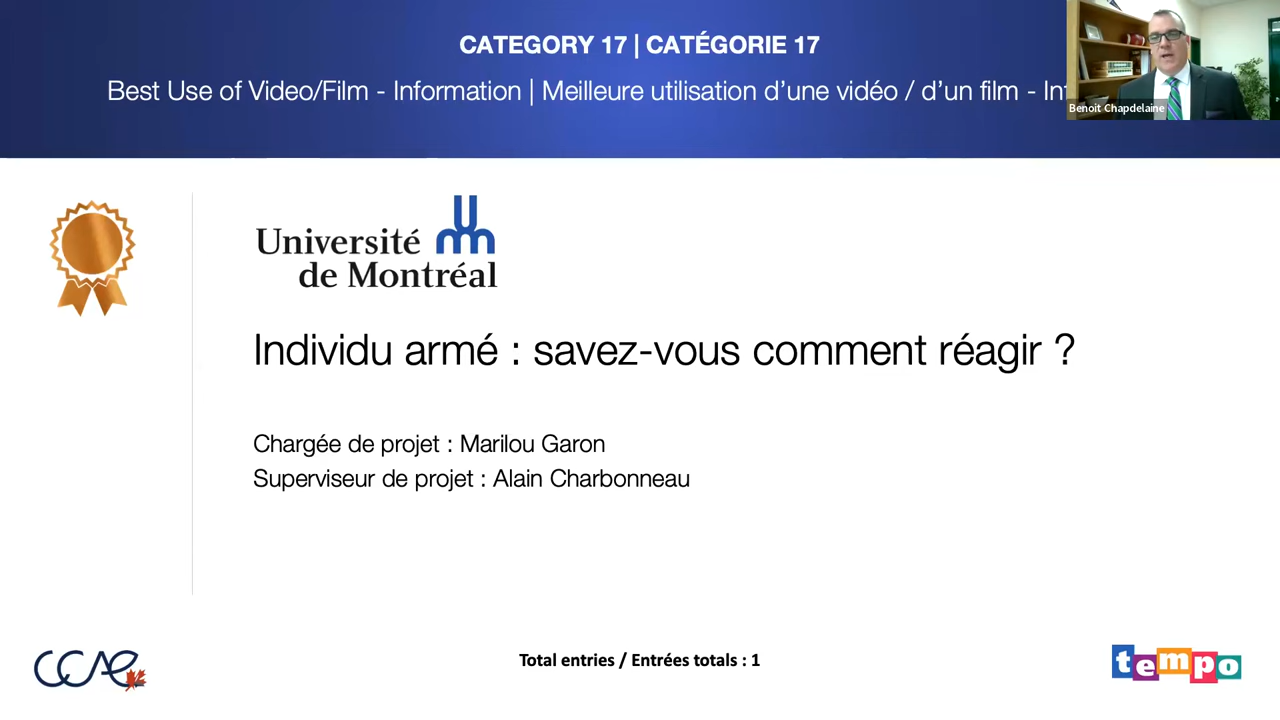 CATEGORY 17 | CATÉGORIE 17
Best Use of Video/Film - Information | Meilleure utilisation d’une vidéo / d’un film - Inf
Benoit Chapdelaine
Université
de Montréal
Individu armé : savez-vous comment réagir ?
Chargée de projet : Marilou Garon
Superviseur de projet : Alain Charbonneau
CCAE
Total entries / Entrées totals : 1
tempo